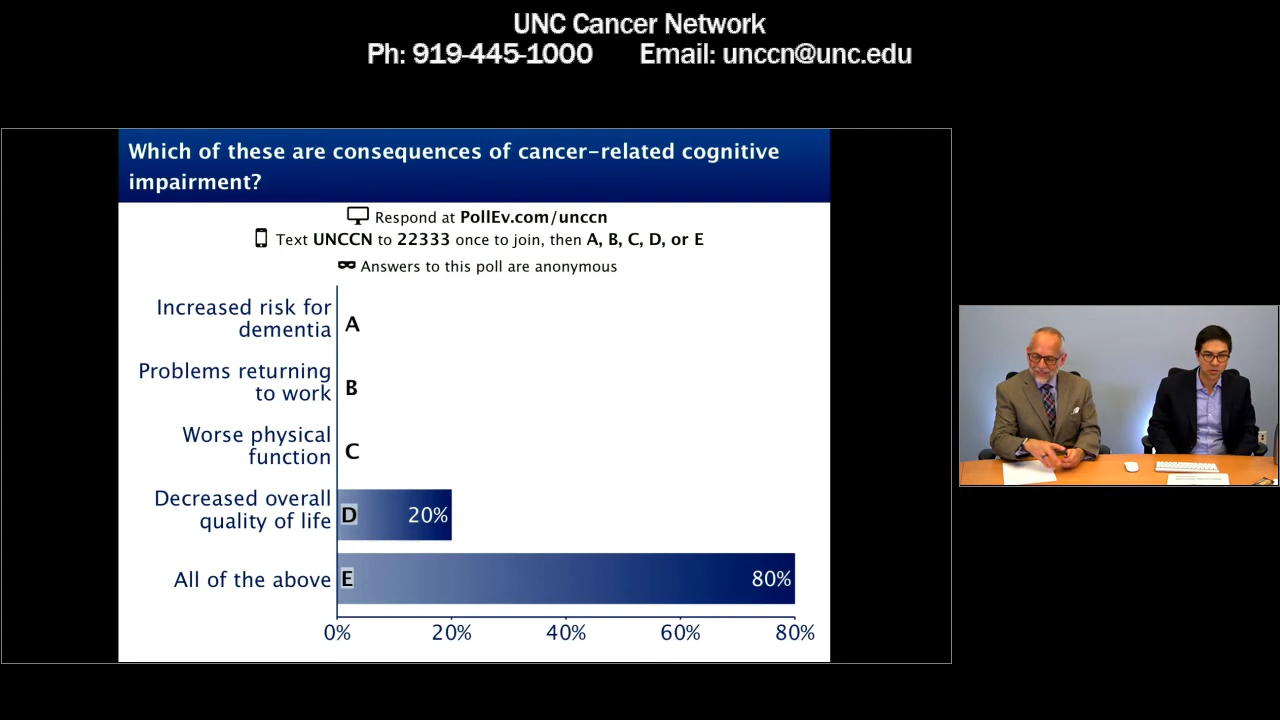 UNC Cancer Network
Ph: 919-445-1000 Email: unccn@unc.edu
Which of these are consequences of cancer-related cognitive
impairment?
Respond at PollEv.com/unccn
Text UNCCN to 22333 once to join, then A, B, C, D, or E
Answers to this poll are anonymous
Increased risk for
dementia
A
Problems returning
to work
B
Worse physical
function
C
Decreased overall
quality of life
D 20%
All of the above E 80%
0% 20% 40% 60% 80%